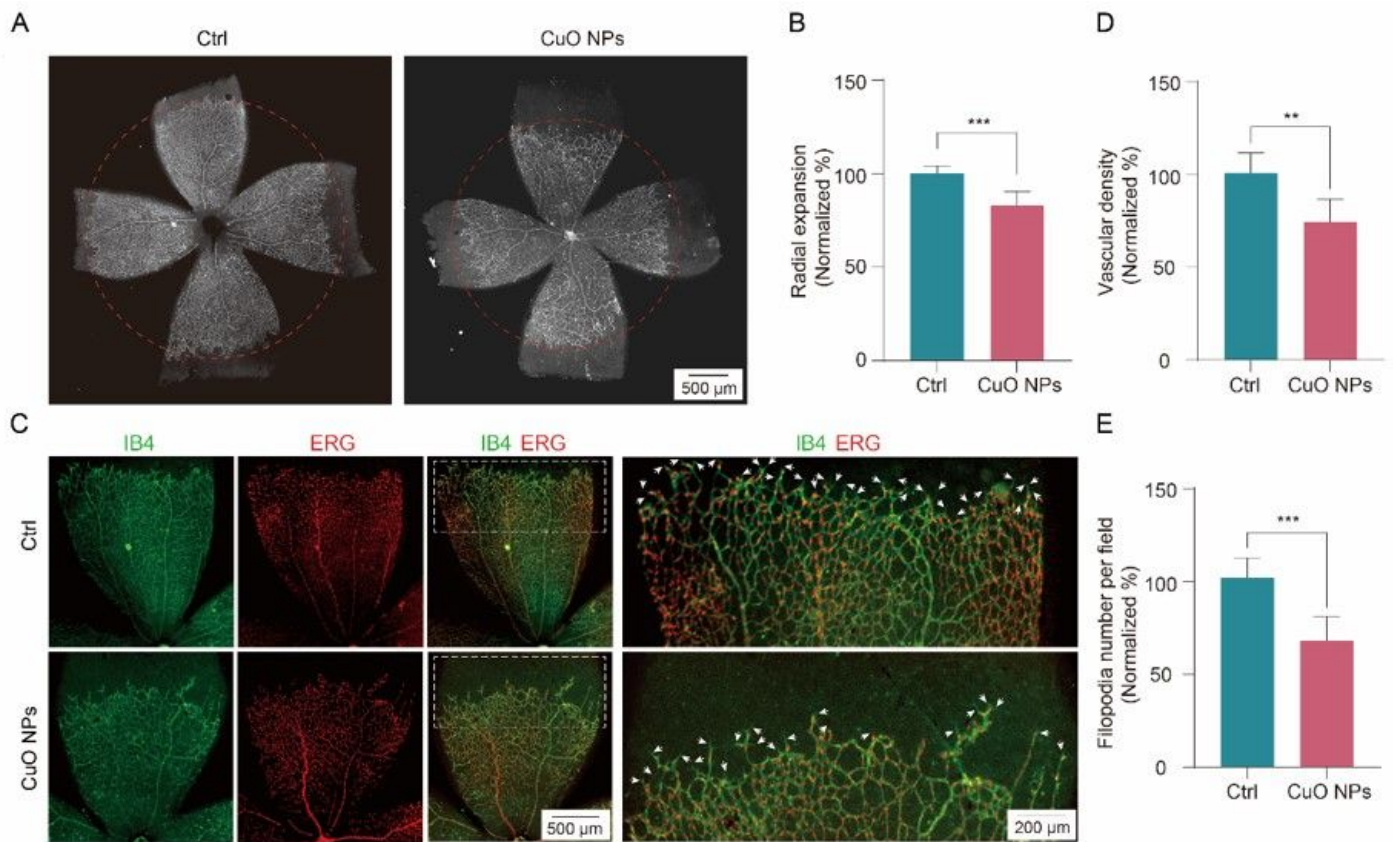 A
Ctrl
CuO NPs
500 µm
B
Radial expansion
(Normalized %)
150
100
50
0
***
Ctrl
CuO NPs
D
Vascular density
(Normalized %)
150
100
50
0
**
Ctrl
CuO NPs
C
IB4
ERG
IB4 ERG
IB4 ERG
Ctrl
CuO NPs
500 µm
200 µm
E
Filopodia number per field
(Normalized %)
150
100
50
0
***
Ctrl
CuO NPs